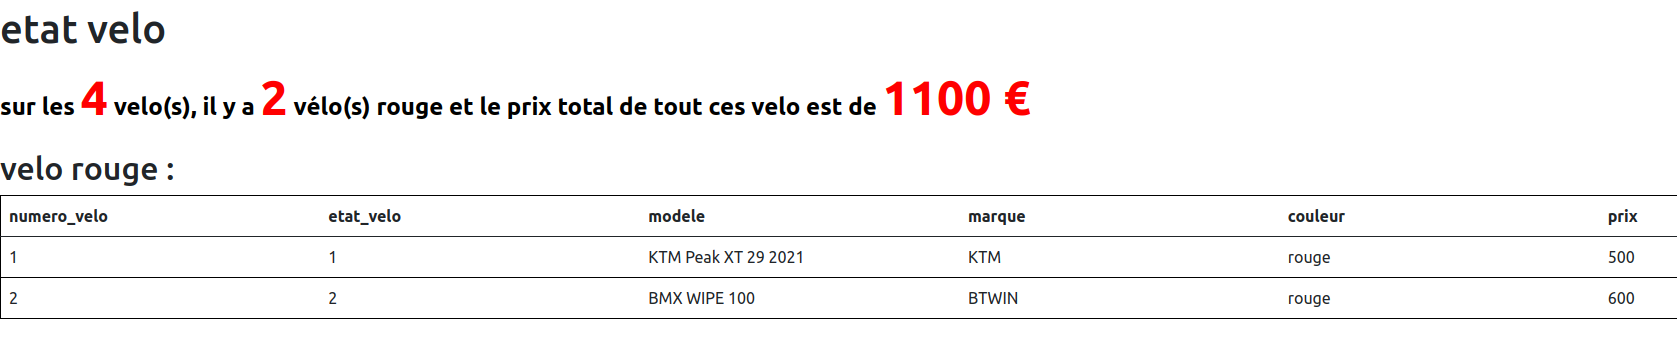 etat velo
sur les 4 velo(s), il y a 2 vélo(s) rouge et le prix total de tout ces velo est de 1100 €
velo rouge :
numero_velo etat_velo modele marque couleur prix
1 1 KTM Peak XT 29 2021 KTM rouge 500
2 2 BMX WIPE 100 BTWIN rouge 600